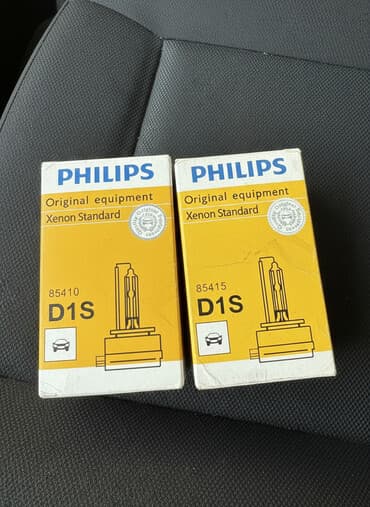 PHILIPS
Original equipment
Xenon Standard
85410
D1S
PHILIPS
Original equipment
Xenon Standard
85415
D1S